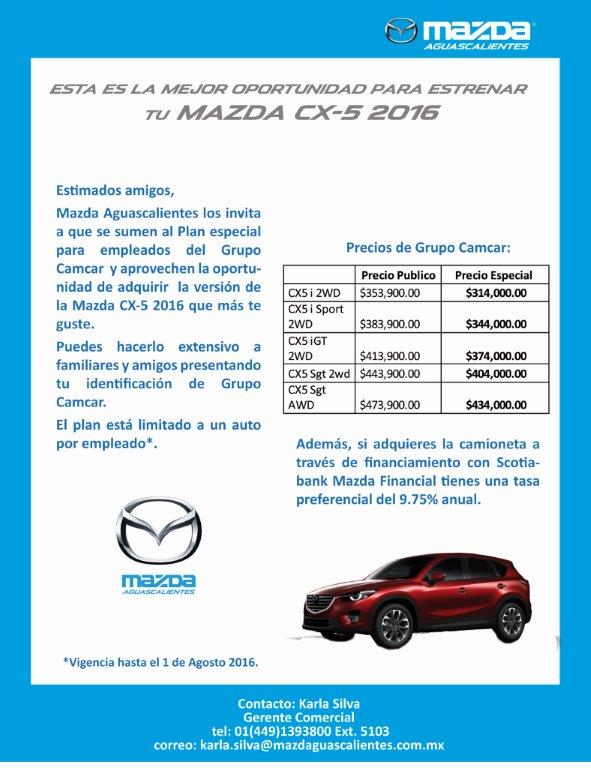 mazda
AGUASCALIENTES
ESTA ES LA MEJOR OPORTUNIDAD PARA ESTRENAR
TU MAZDA CX-5 2016
Estimados amigos,
Mazda Aguascalientes los invita
a que se sumen al Plan especial
para empleados del Grupo
Camcar y aprovechen la oportu-
nidad de adquirir la versión de
la Mazda CX-5 2016 que más te
guste.
Puedes hacerlo extensivo a
familiares y amigos presentando
tu identificación de Grupo
Camcar.
El plan está limitado a un auto
por empleado*.
mazda
AGUASCALIENTES
*Vigencia hasta el 1 de Agosto 2016.
Precios de Grupo Camcar:
Precio Publico Precio Especial
CX5 i 2WD $353,900.00 $314,000.00
CX5 i Sport
2WD $383,900.00 $344,000.00
CX5 iGT
2WD $413,900.00 $374,000.00
CX5 Sgt 2wd $443,900.00 $404,000.00
CX5 Sgt
AWD $473,900.00 $434,000.00
Además, si adquieres la camioneta a
través de financiamiento con Scotia-
bank Mazda Financial tienes una tasa
preferencial del 9.75% anual.
Contacto: Karla Silva
Gerente Comercial
tel: 01(449)1393800 Ext. 5103
correo: karla.silva@mazdaguascalientes.com.mx